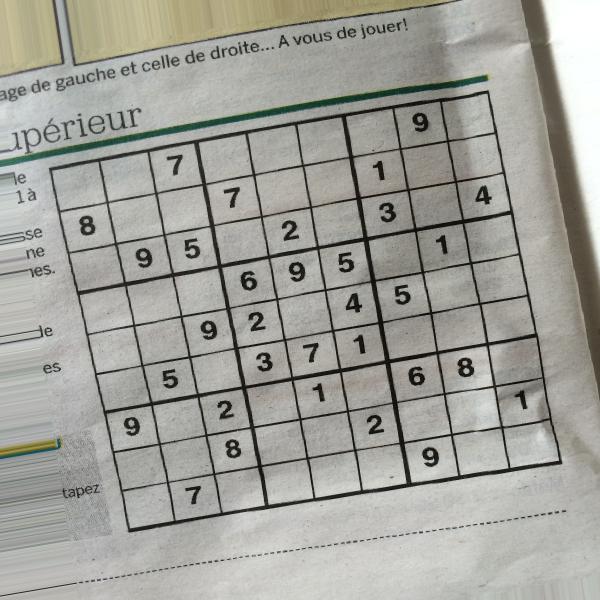 age de gauche et celle de droite... A vous de jouer!
upérieur
le
1 à
se
ne
nes.
le
es
tapez
7 9
8 7 1
9 5 2 3 4
6 9 5 1
9 2 4 5
5 3 7 1
9 2 1 6 8
8 2 1
7 9